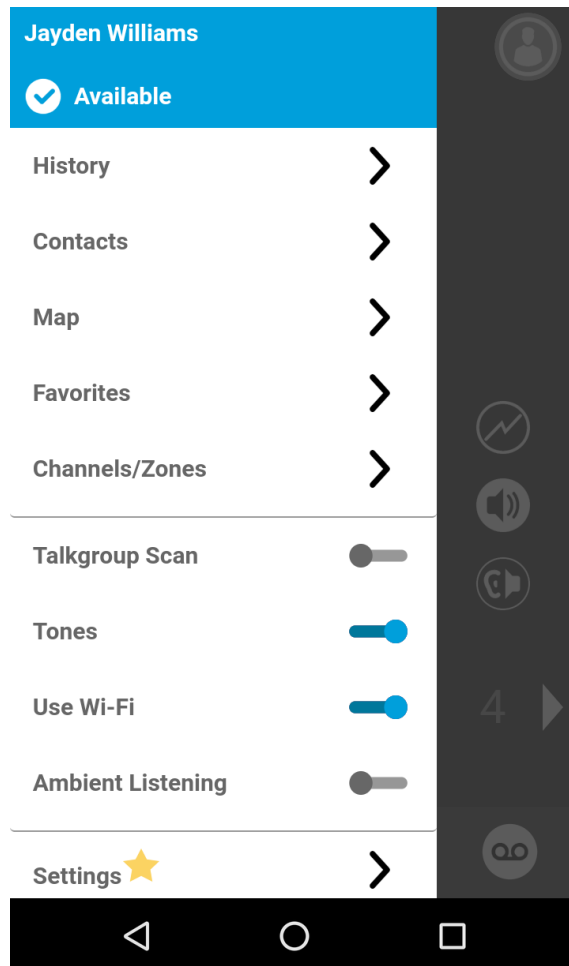 Jayden Williams
Available
History
Contacts
Map
Favorites
Channels/Zones
Talkgroup Scan
Tones
Use Wi-Fi
4
Ambient Listening
Settings